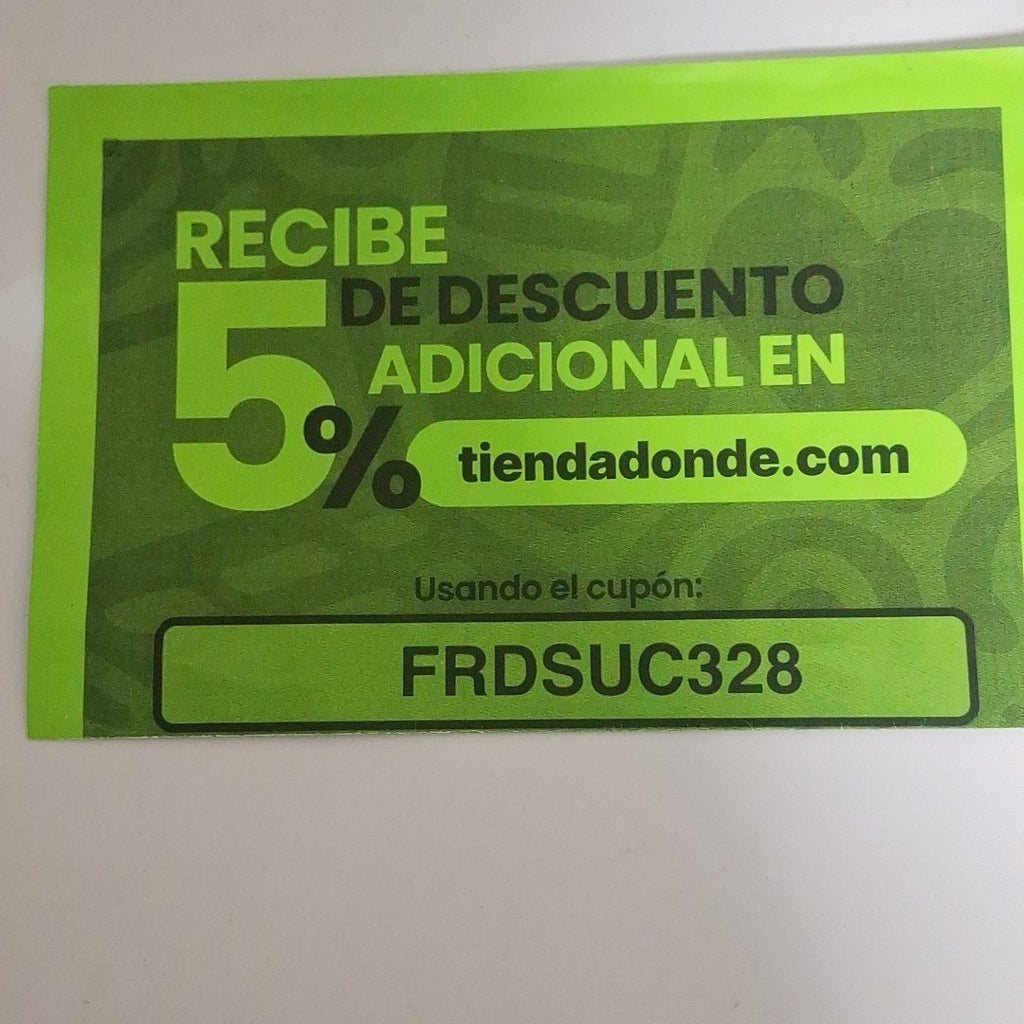 RECIBE
5% DE DESCUENTO
ADICIONAL EN
tiendadonde.com
Usando el cupón:
FRDSUC328